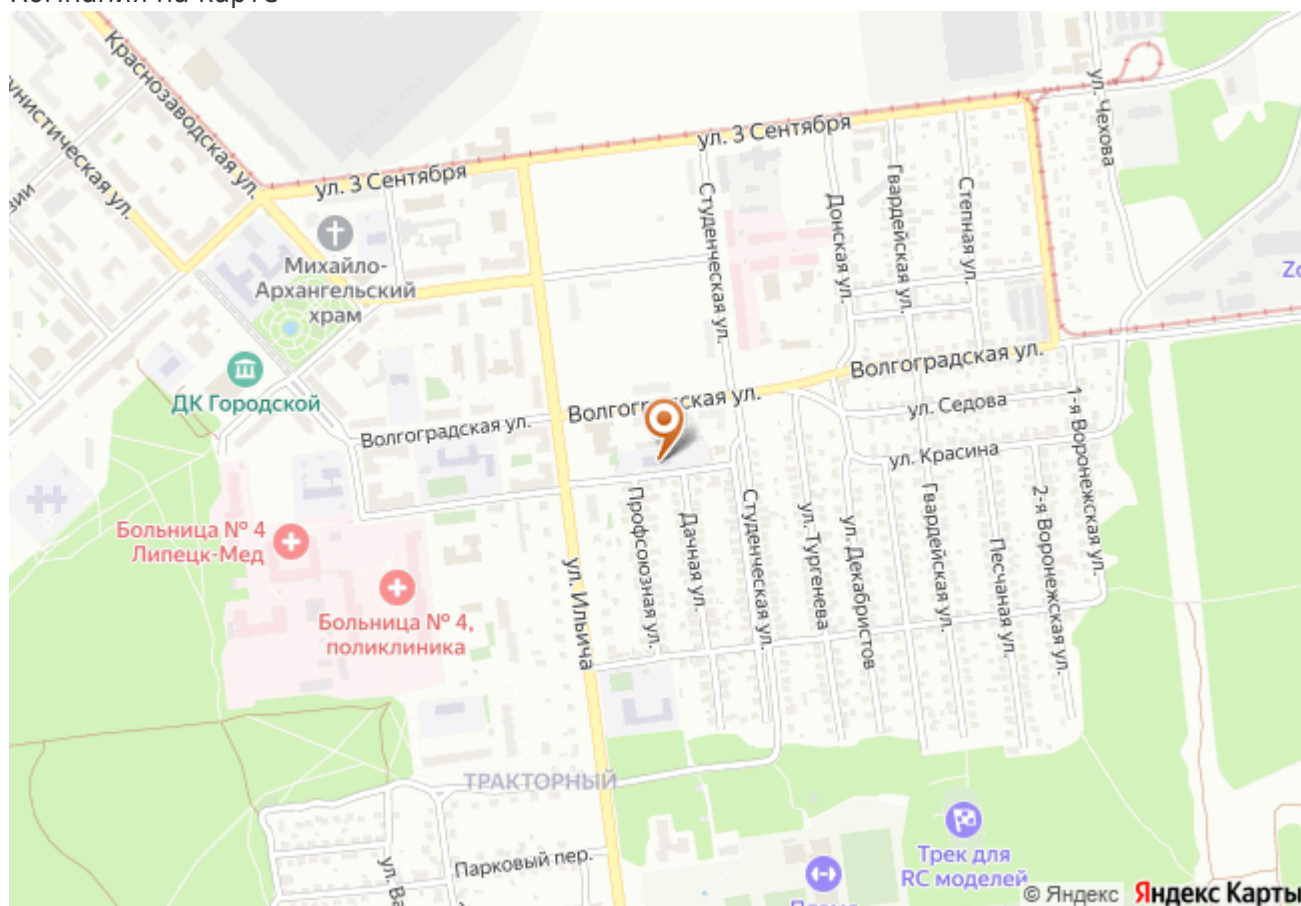 Компания на карте
Краснозаводская ул.
ул. 3 Сентября
ул. 3 Сентября
ул. Чехова
Студенческая ул.
Донская ул.
Гвардейская ул.
Степная ул.
Михайло-
Архангельский
храм
ДК Городской
Волгоградская ул.
Волгоградская ул.
ул. Седова
ул. Красина
1-я Воронежская ул.
2-я Воронежская ул.
Больница № 4
Липецк-Мед
Больница № 4,
поликлиника
ул. Ильича
Профсоюзная ул.
Дачная ул.
Студенческая ул.
ул. Тургенева
ул. Декабристов
Гвардейская ул.
Песчаная ул.
ТРАКТОРНЫЙ
Парковый пер.
Трек для
RC моделей
© Яндекс Яндекс Карты